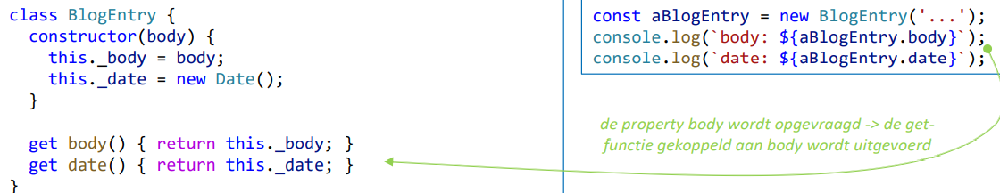 class BlogEntry {
  constructor(body) {
    this._body = body;
    this._date = new Date();
  }

  get body() { return this._body; }
  get date() { return this._date; }
}
const aBlogEntry = new BlogEntry('...');
console.log(`body: ${aBlogEntry.body}`);
console.log(`date: ${aBlogEntry.date}`);
de property body wordt opgevraagd -> de get-
functie gekoppeld aan body wordt uitgevoerd